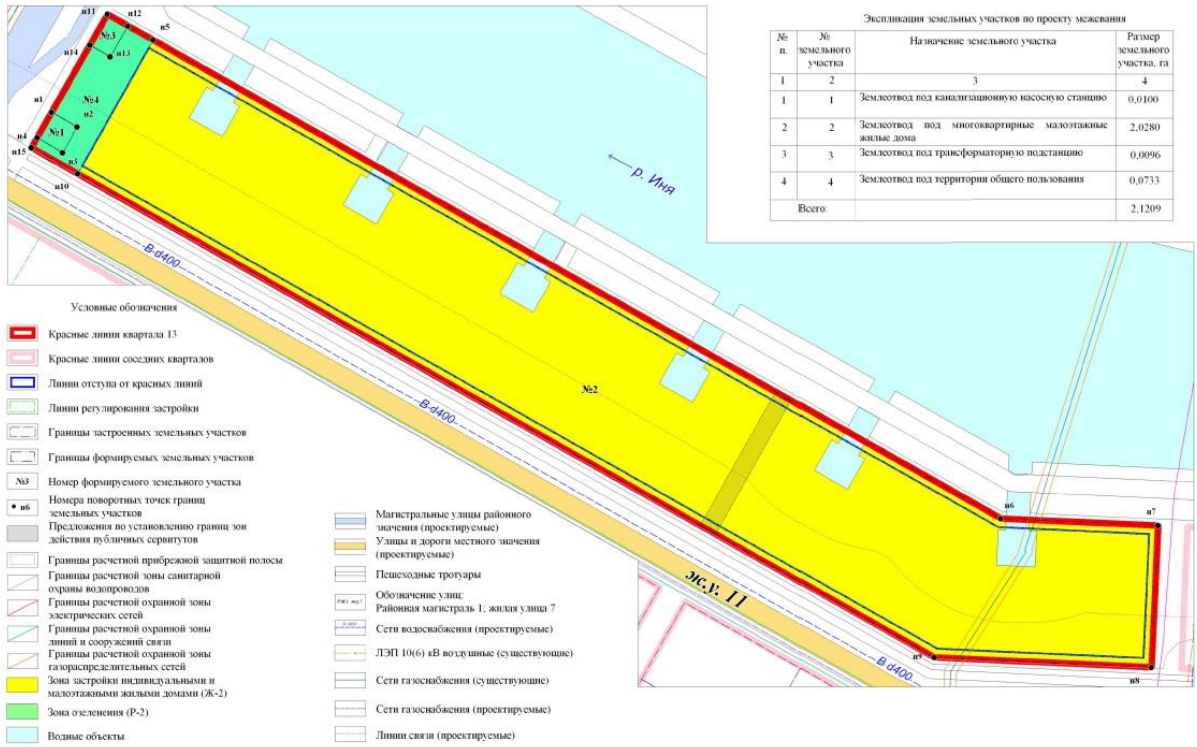 Экспликация земельных участков по проекту межевания
№ п. № земельного участка Назначение земельного участка Размер земельного участка, га
1 2 3 4
1 1 Землеотвод под канализационную насосную станцию 0,0100
2 2 Землеотвод под многоквартирные малоэтажные
жилые дома 2,0280
3 3 Землеотвод под трансформаторную подстанцию 0,0096
4 4 Землеотвод под территории общего пользования 0,0733
Всего: 2.1209
н11
н12
н5
№3
н14
н13
№4
н1
н2
н4
№1
н15
н3
н10
р. Иня
В d400
№2
В d400
н6
н7
ж.у. 11
н9
В d400
н8
Условные обозначения
Красные линии квартала 13
Красные линии соседних кварталов
Линии отступа от красных линий
Линии регулирования застройки
Границы застроенных земельных участков
Границы формируемых земельных участков
№3 Номер формируемого земельного участка
н6 Номера поворотных точек границ
земельных участков
Предложения по установлению границ зон
действия публичных сервитутов
Границы расчетной прибрежной защитной полосы
Границы расчетной зоны санитарной
охраны водопроводов
Границы расчетной охранной зоны
электрических сетей
Границы расчетной охранной зоны
линий и сооружений связи
Границы расчетной охранной зоны
газораспределительных сетей
Зона застройки индивидуальными и
малоэтажными жилыми домами (Ж-2)
Зона озеленения (Р-2)
Водные объекты
Магистральные улицы районного
значения (проектируемые)
Улицы и дороги местного значения
(проектируемые)
Пешеходные тротуары
Обозначение улиц:
Районная магистраль 1; жилая улица 7
Сети водоснабжения (проектируемые)
ЛЭП 10(6) кВ воздушные (существующие)
Сети газоснабжения (существующие)
Сети газоснабжения (проектируемые)
Линии связи (проектируемые)